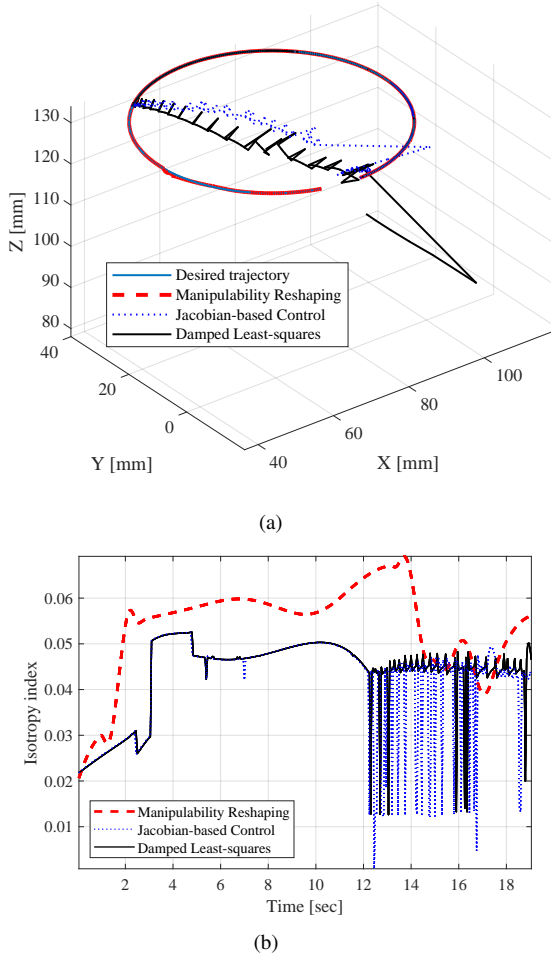 130
120
110
100
90
80
Z [mm]
40
20
0
Y [mm]
40
60
80
100
X [mm]
Desired trajectory
Manipulability Reshaping
Jacobian-based Control
Damped Least-squares
(a)
0.06
0.05
0.04
0.03
0.02
0.01
Isotropy index
Manipulability Reshaping
Jacobian-based Control
Damped Least-squares
2 4 6 8 10 12 14 16 18
Time [sec]
(b)